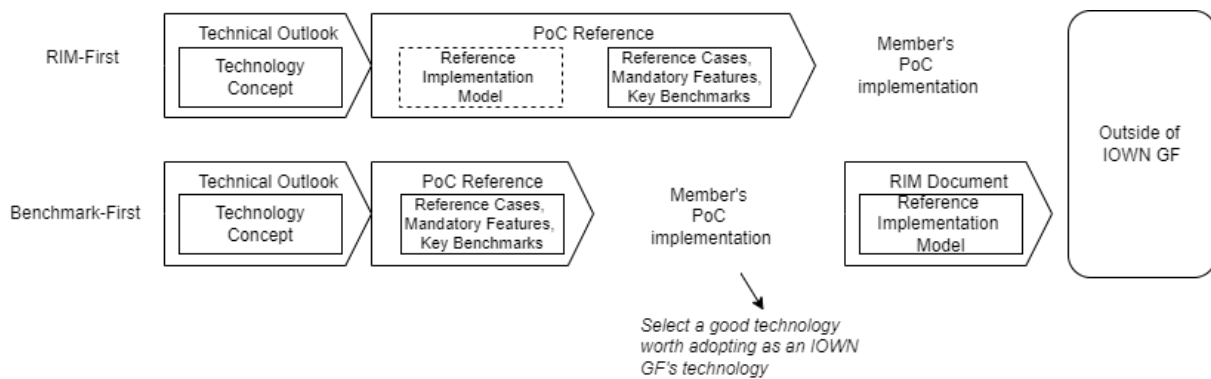 RIM-First
Technical Outlook
Technology
Concept
PoC Reference
Reference
Implementation
Model
Reference Cases,
Mandatory Features,
Key Benchmarks
Member's
PoC
implementation
Outside of
IOWN GF
Benchmark-First
Technical Outlook
Technology
Concept
PoC Reference
Reference Cases,
Mandatory Features,
Key Benchmarks
Member's
PoC
implementation
RIM Document
Reference
Implementation
Model
Select a good technology
worth adopting as an IOWN
GF's technology